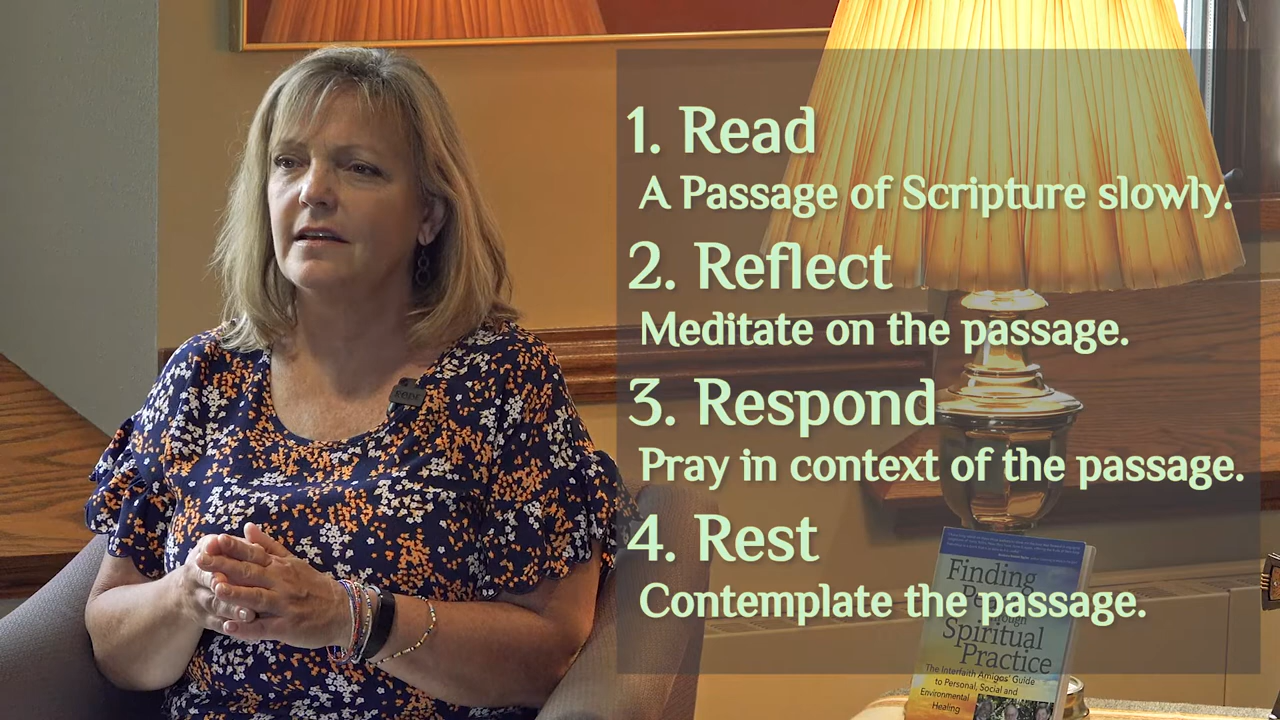 1. Read
A Passage of Scripture slowly.
2. Reflect
Meditate on the passage.
3. Respond
Pray in context of the passage.
4. Rest
Contemplate the passage.
Finding
through
Spiritual
Practice
The Interfaith Amigos' Guide
to Personal, Social and
Environmental
Healing